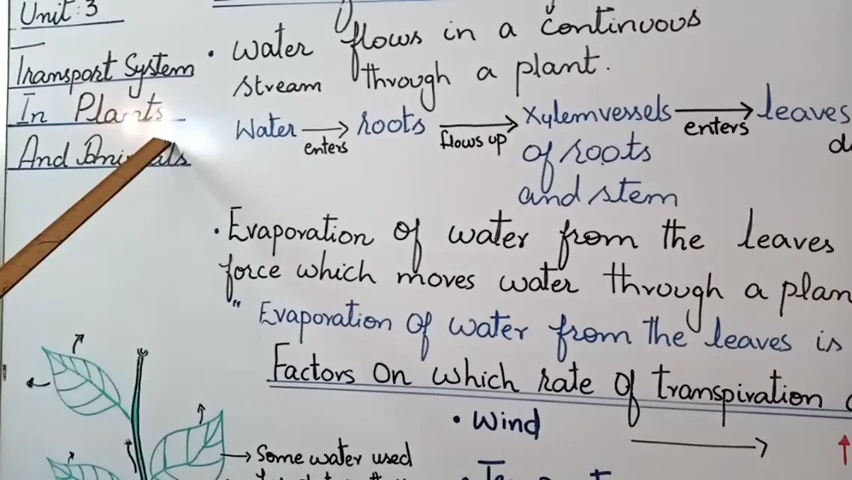 Unit: 3
Transport System
In Plants
And Animals
• Water flows in a continuous
stream through a plant.
Water → roots → Xylem vessels → leaves
enters flows up enters
of roots
and stem
• Evaporation of water from the leaves
force which moves water through a plan
" Evaporation of water from the leaves is
Factors On which rate of transpiration
• Wind
→ Some water used